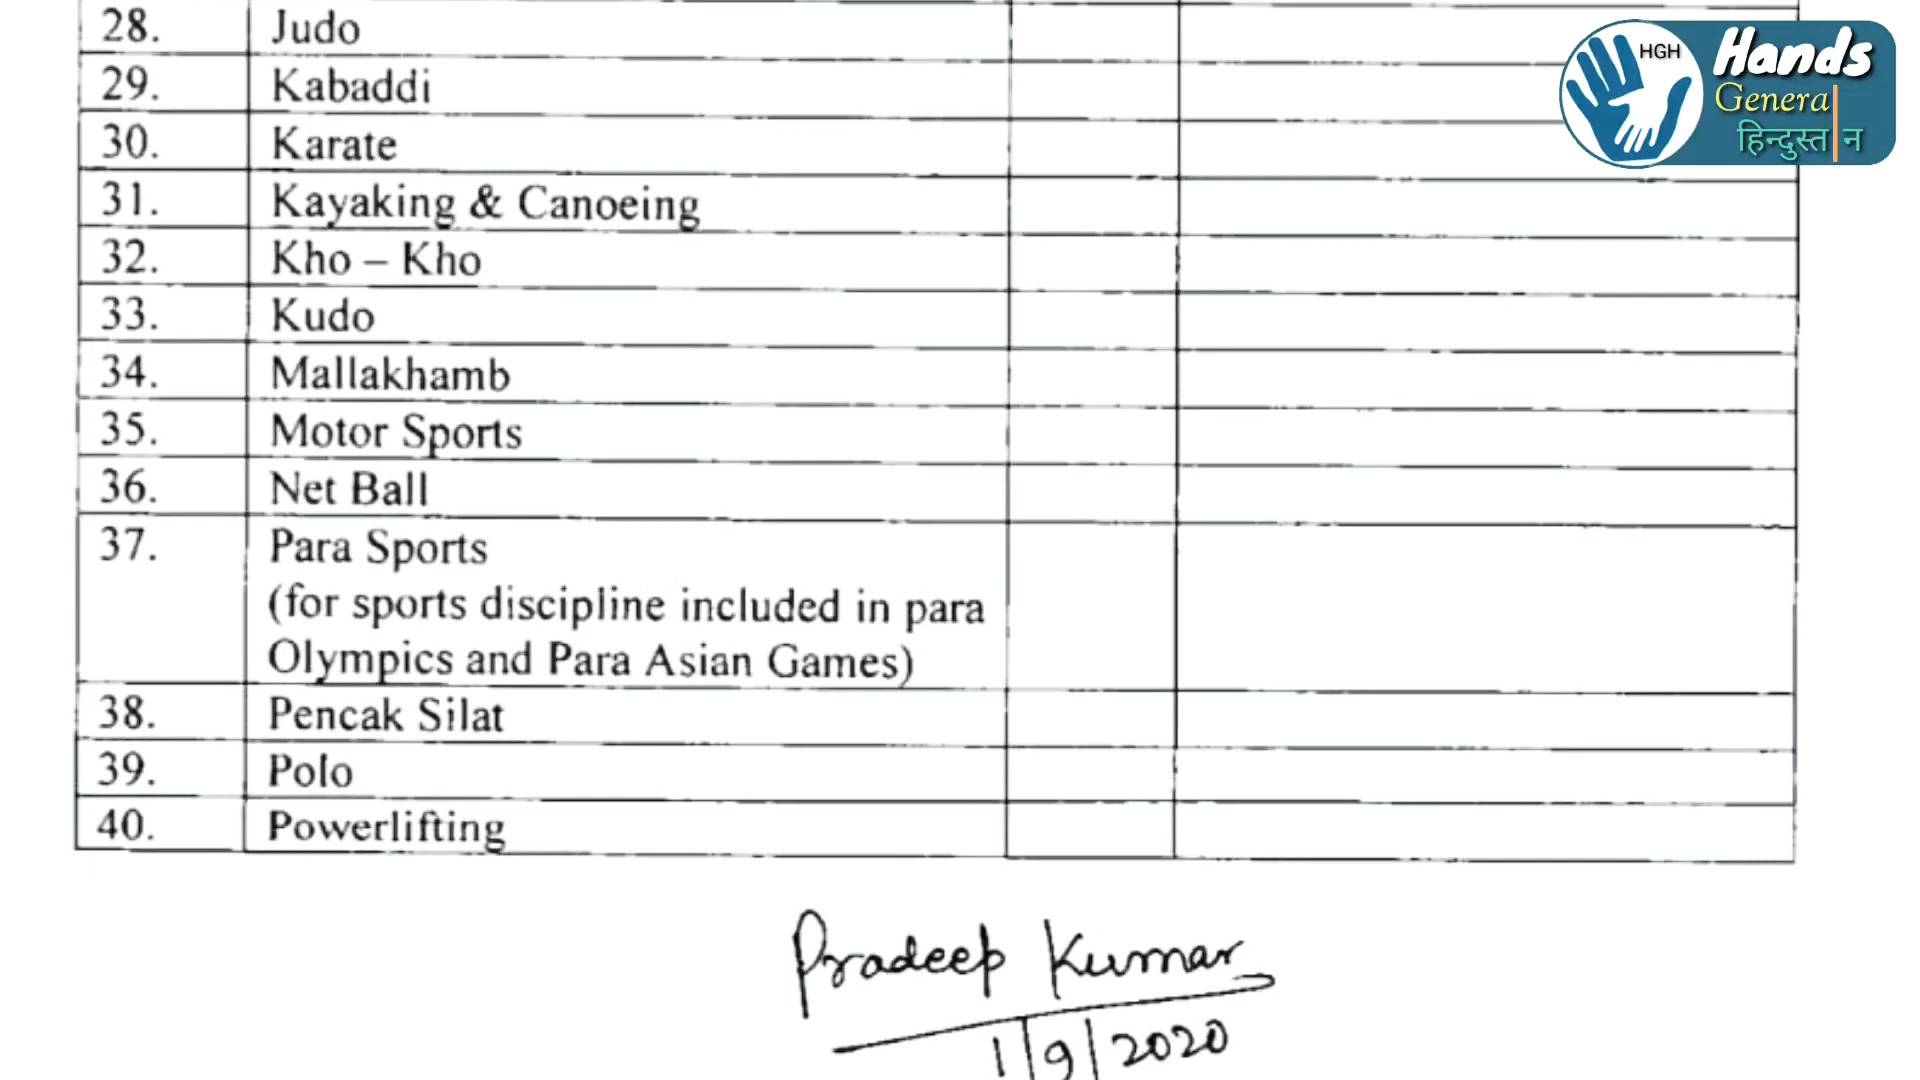 28. Judo
29. Kabaddi
30. Karate
31. Kayaking & Canoeing
32. Kho – Kho
33. Kudo
34. Mallakhamb
35. Motor Sports
36. Net Ball
37. Para Sports
(for sports discipline included in para
Olympics and Para Asian Games)
38. Pencak Silat
39. Polo
40. Powerlifting
Pradeep Kumar
1/9/2020
HGH
Hands
General
हिन्दुस्तान